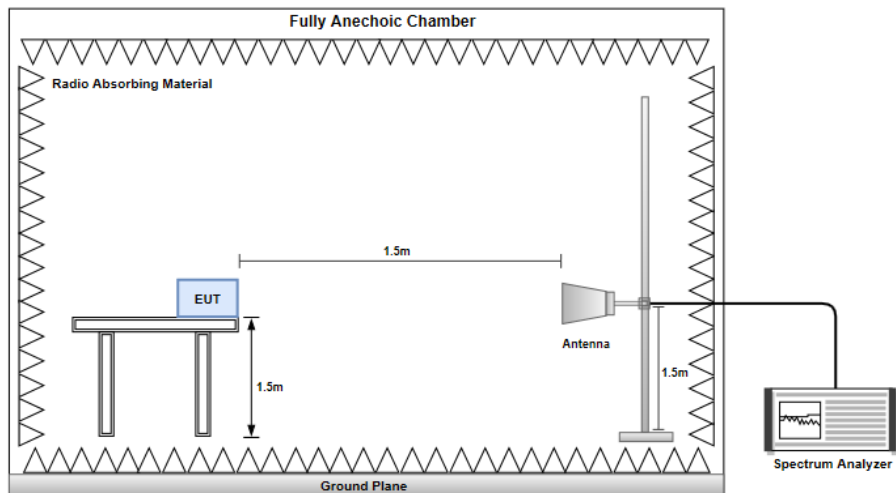 Fully Anechoic Chamber
Radio Absorbing Material
1.5m
EUT
Antenna
1.5m
1.5m
Spectrum Analyzer
Ground Plane